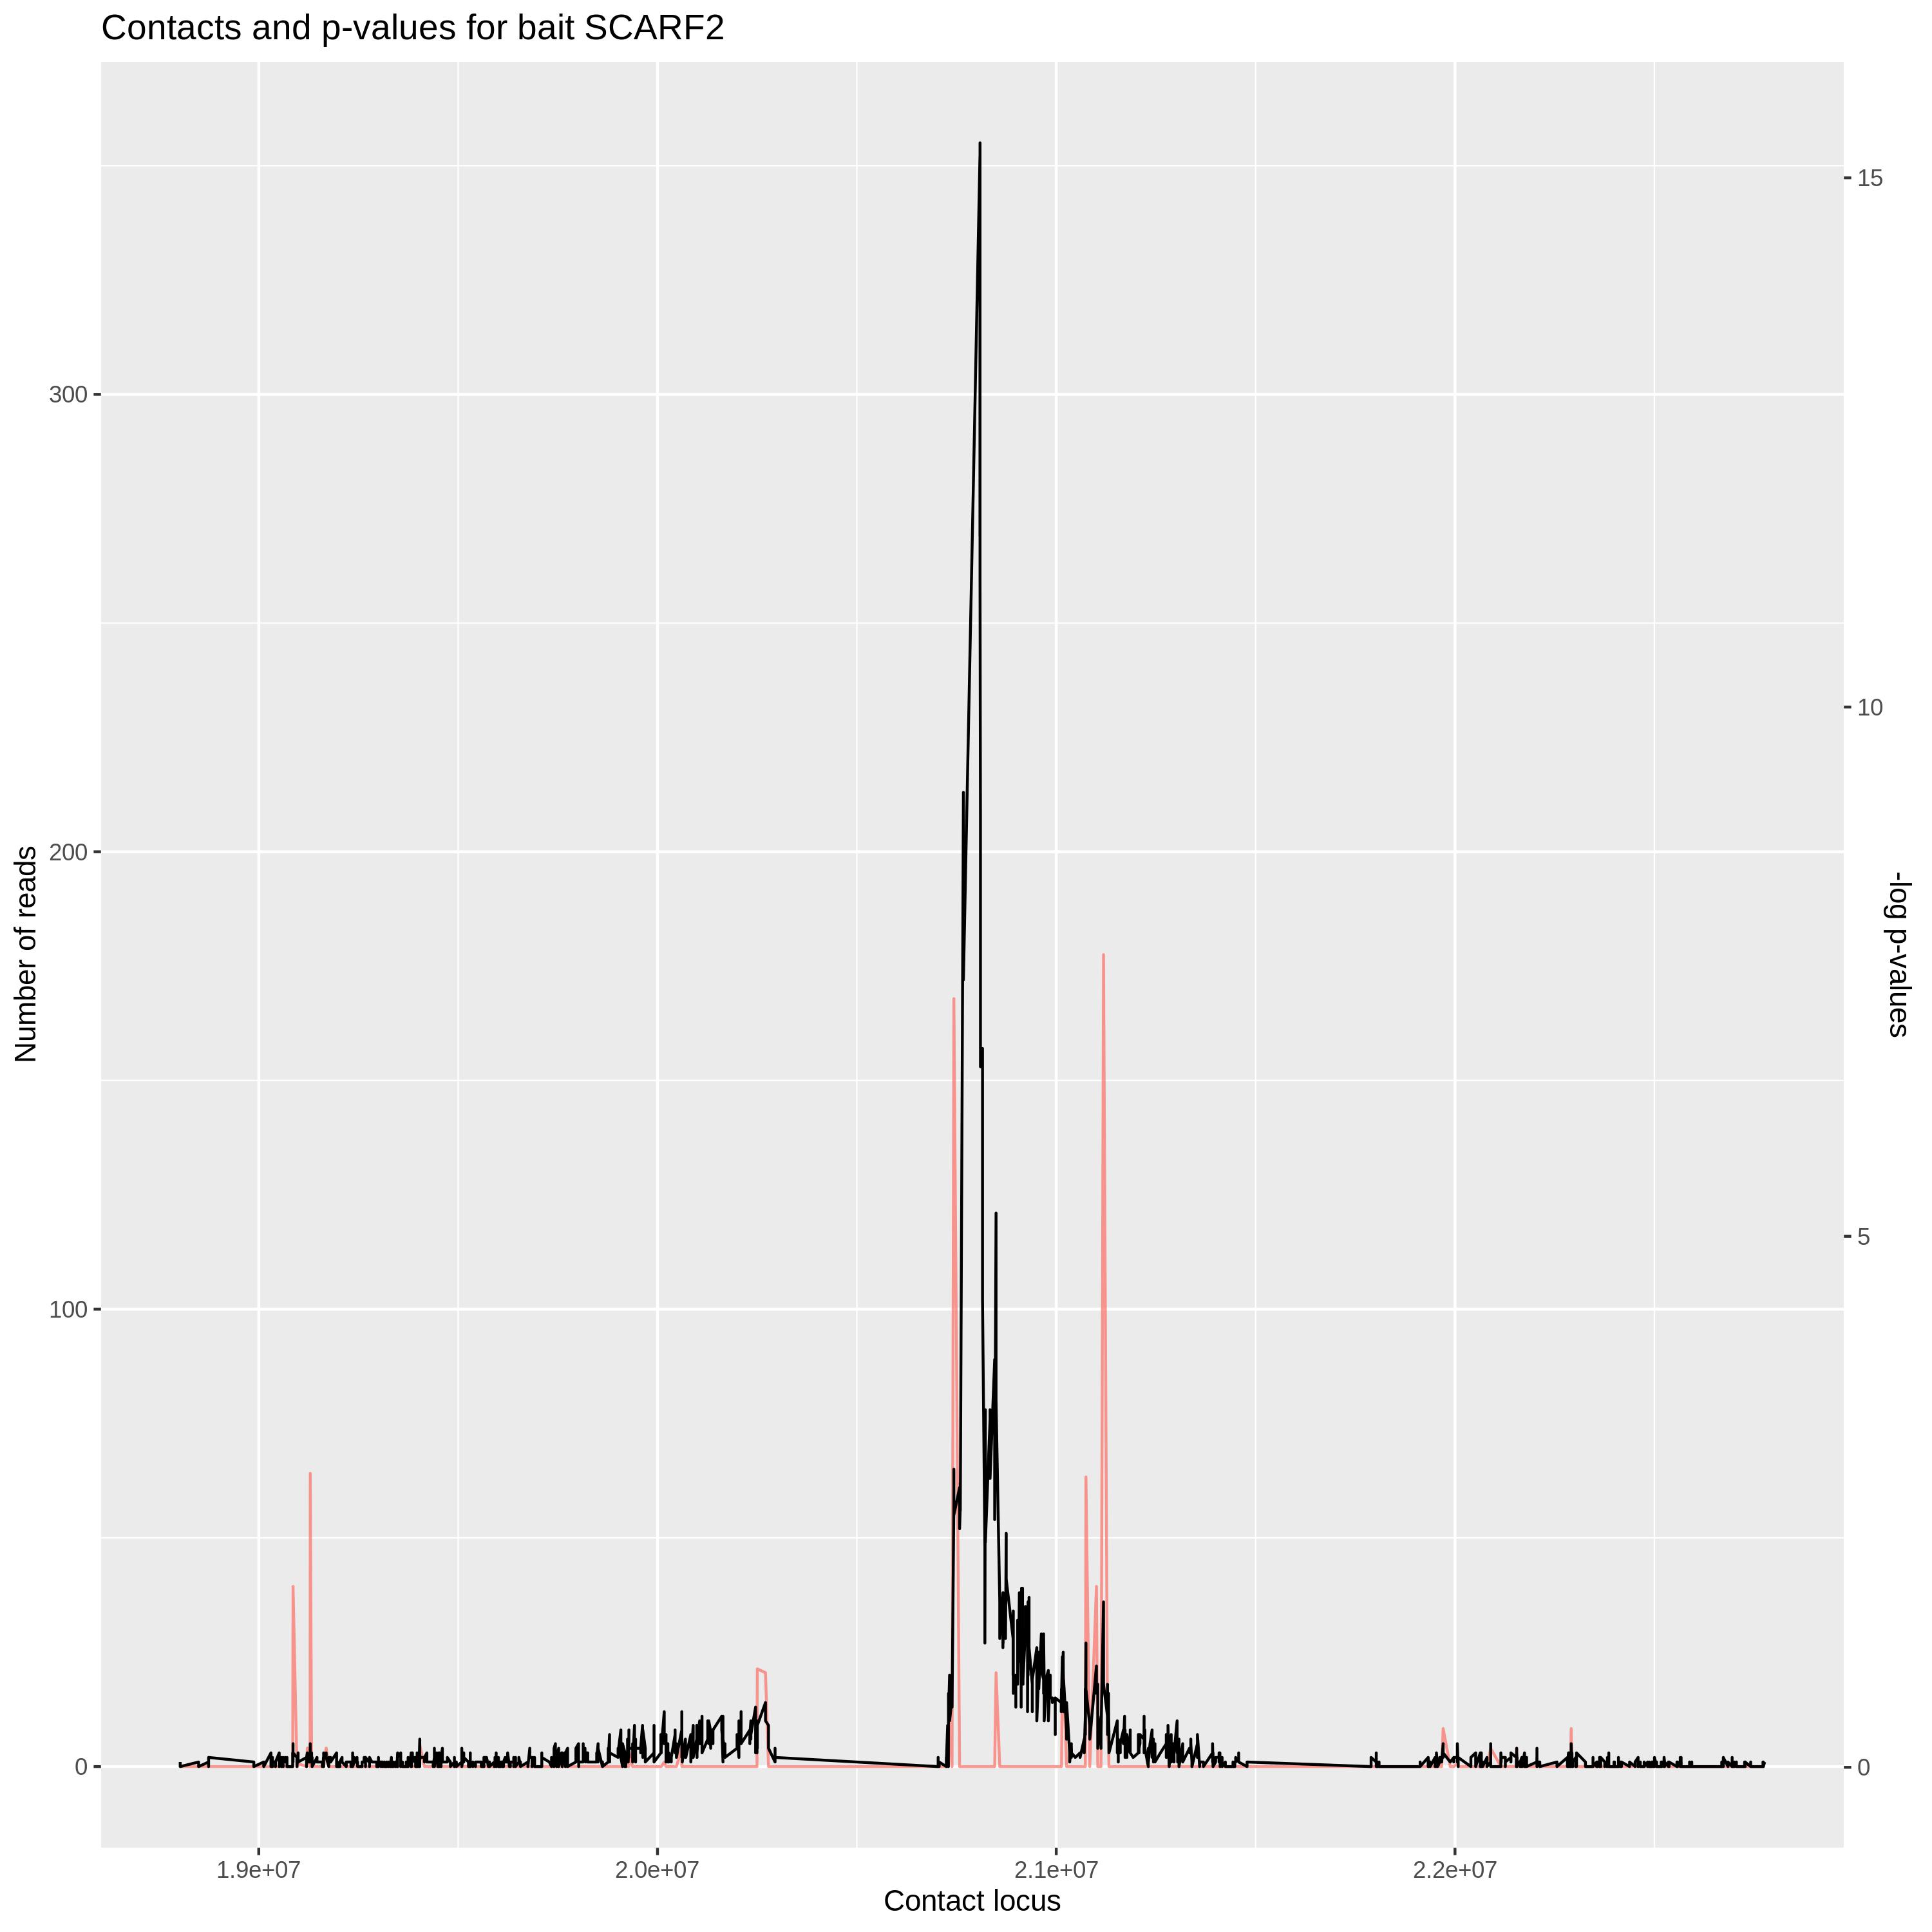 Contacts and p-values for bait SCARF2
Number of reads
300
200
100
0
15
10
5
0
-log p-values
1.9e+07
2.0e+07
2.1e+07
2.2e+07
Contact locus